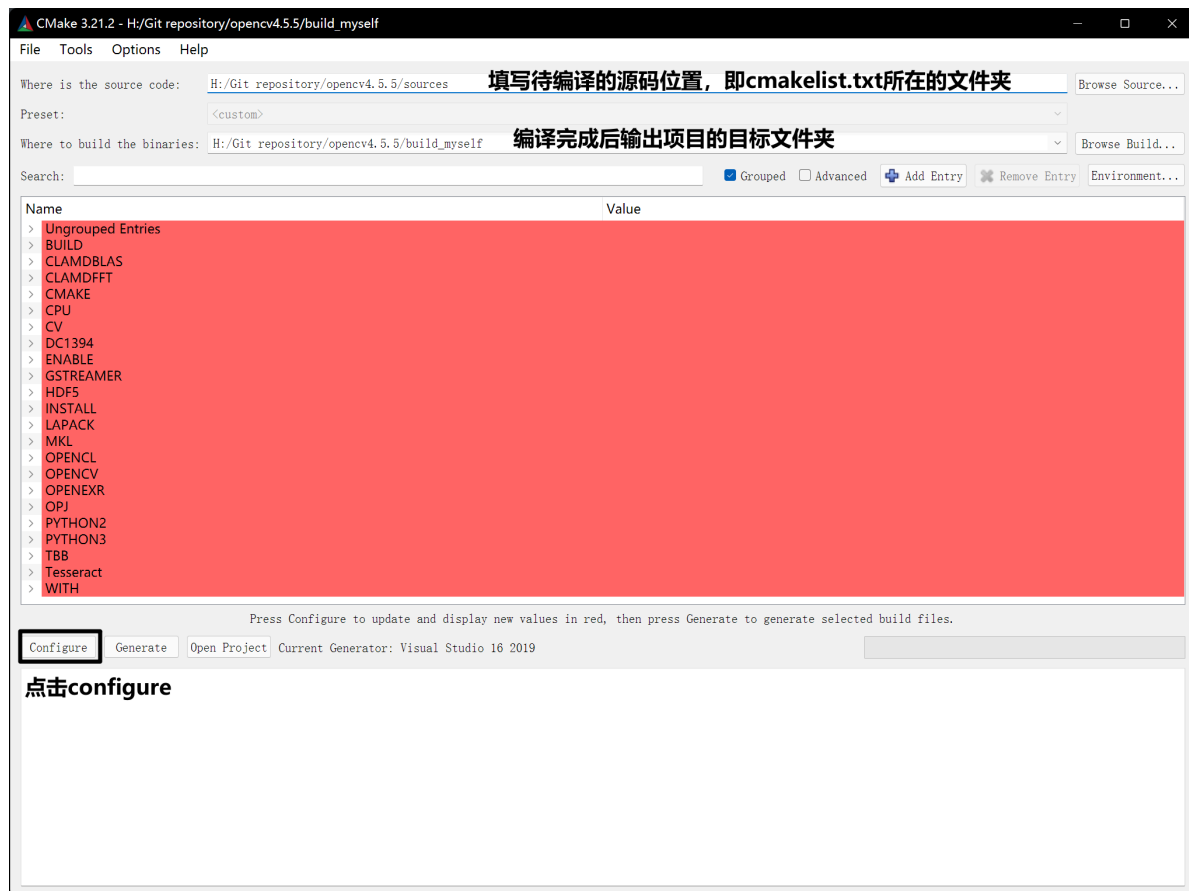 CMake 3.21.2 - H:/Git repository/opencv4.5.5/build_myself
File Tools Options Help
Where is the source code: H:/Git repository/opencv4.5.5/sources 填写待编译的源码位置，即cmakelist.txt所在的文件夹 Browse Source...
Preset: <custom>
Where to build the binaries: H:/Git repository/opencv4.5.5/build_myself 编译完成后输出项目的目标文件夹 Browse Build...
Search: Grouped Advanced Add Entry Remove Entry Environment...
Name Value
Ungrouped Entries
BUILD
CLAMDBLAS
CLAMDFFT
CMAKE
CPU
CV
DC1394
ENABLE
GSTREAMER
HDF5
INSTALL
LAPACK
MKL
OPENCL
OPENCV
OPENEXR
OPJ
PYTHON2
PYTHON3
TBB
Tesseract
WITH
Press Configure to update and display new values in red, then press Generate to generate selected build files.
Configure Generate Open Project Current Generator: Visual Studio 16 2019
点击configure